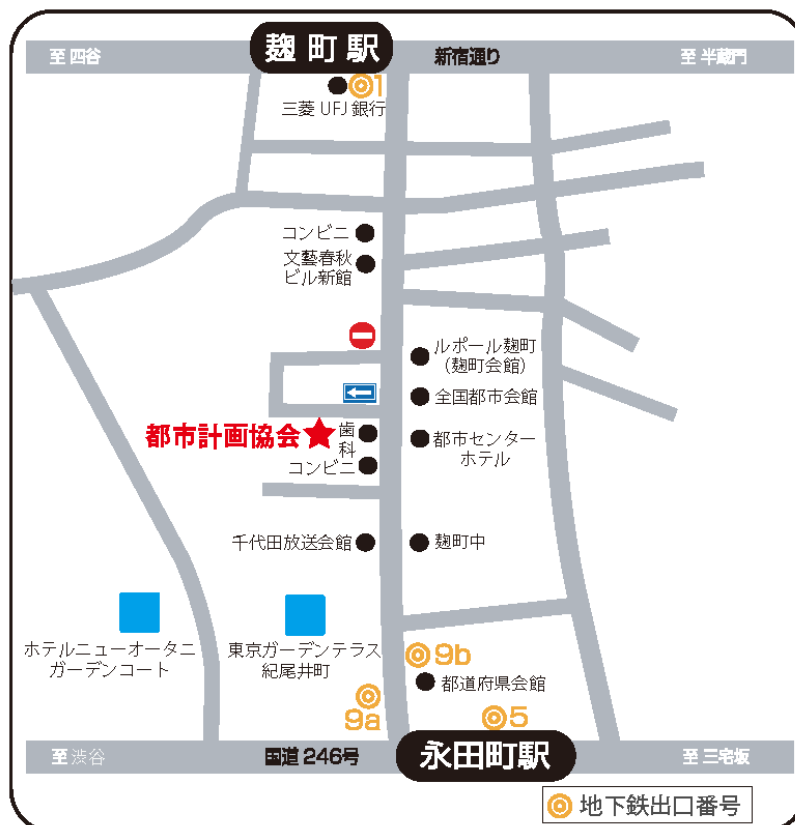 至 四谷
麹 町 駅
新宿通り
至 半蔵門
1
三菱 UFJ 銀行
コンビニ
文藝春秋
ビル新館
ルポール麹町
(麹町会館)
全国都市会館
都市計画協会
歯
科
コンビニ
都市センター
ホテル
千代田放送会館
麹町中
ホテルニューオータニ
ガーデンコート
東京ガーデンテラス
紀尾井町
9b
都道府県会館
9a
5
至 渋谷
国道 246号
永田町駅
至 三宅坂
地下鉄出口番号